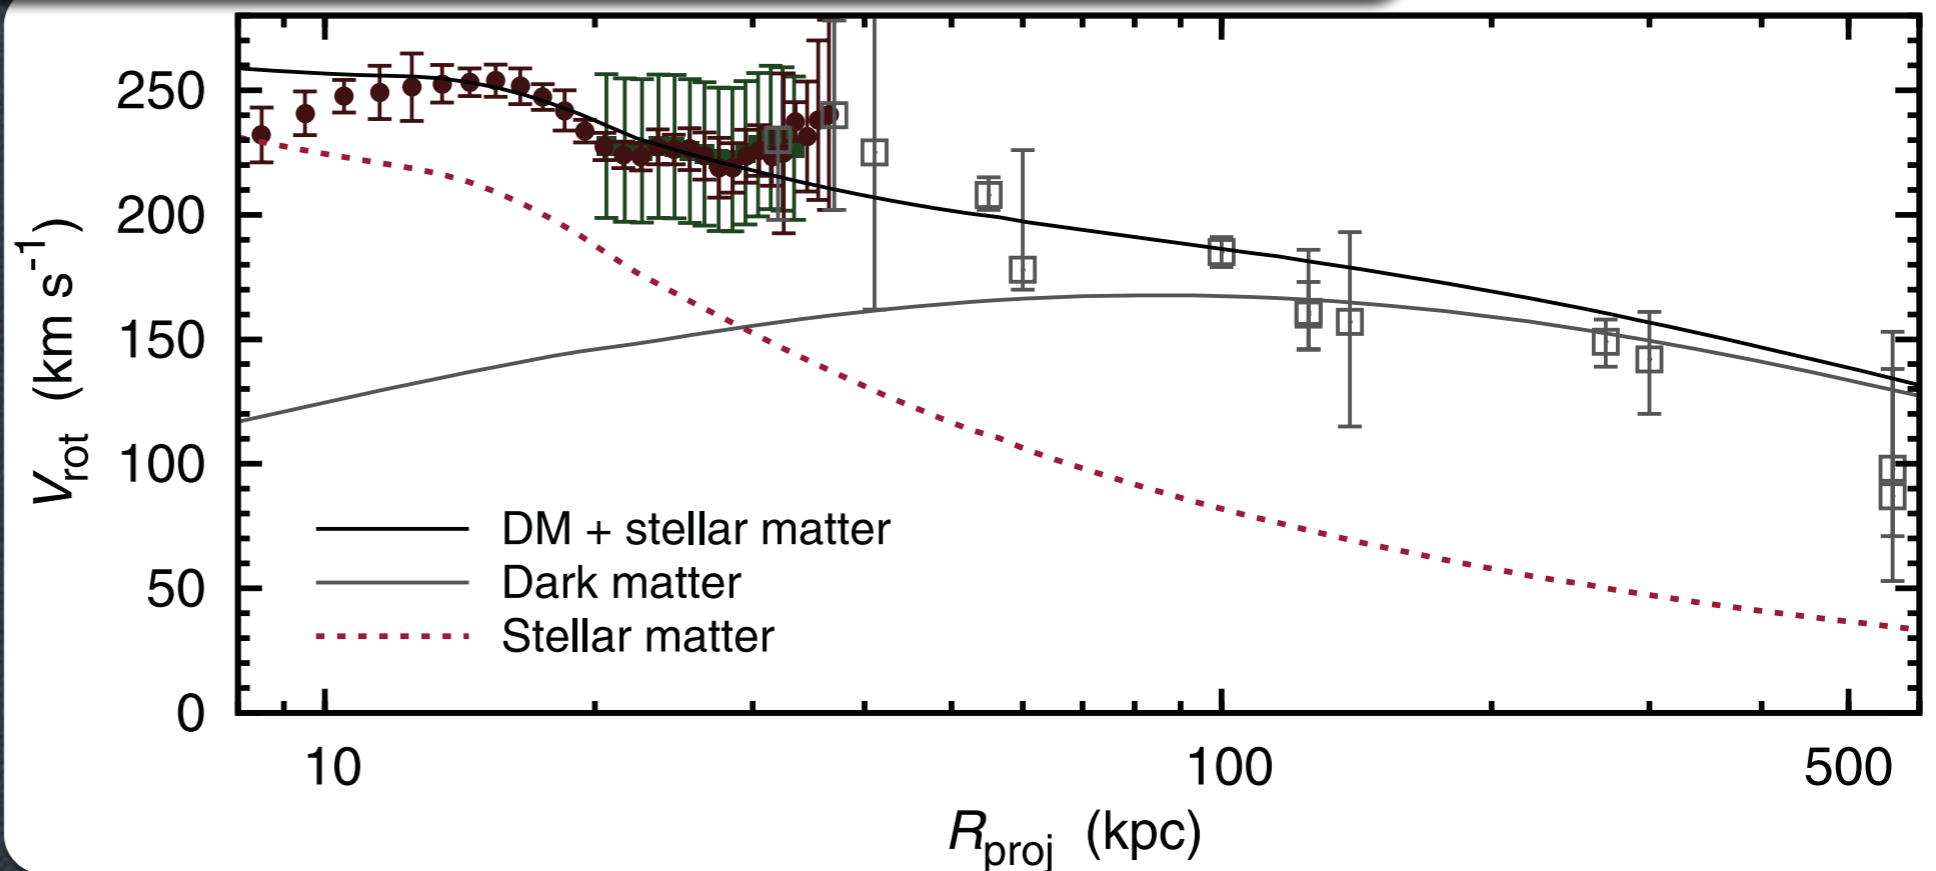 250
200
150
100
50
0
V_rot (km s^-1)
DM + stellar matter
Dark matter
Stellar matter
10 100 500
R_proj (kpc)